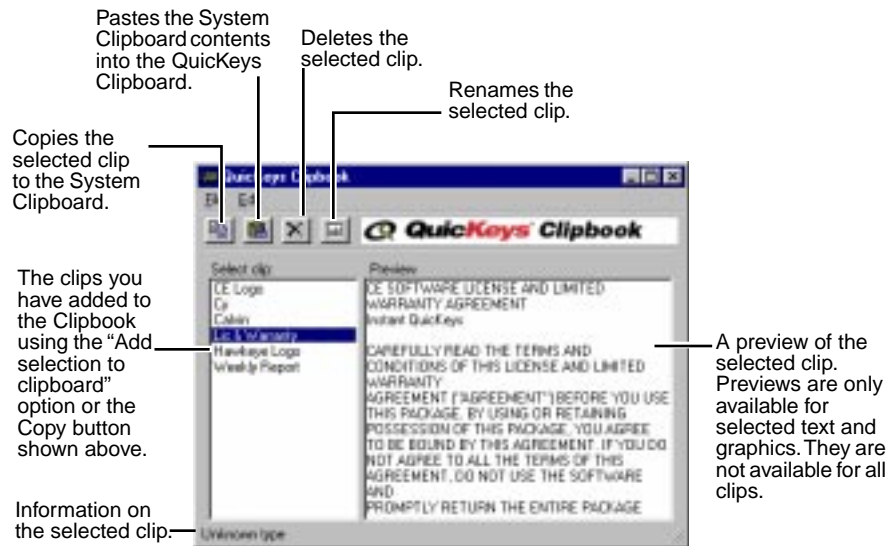 Pastes the System
Clipboard contents
into the QuicKeys
Clipboard.
Deletes the
selected clip.
Renames the
selected clip.
Copies the
selected clip
to the System
Clipboard.
QuicKeys Clipbook
QuicKeys Clipbook
Select clip:
Preview
The clips you
have added to
the Clipbook
using the “Add
selection to
clipboard”
option or the
Copy button
shown above.
CE Logo
Calvin
Lic & Warranty
Hawkeye Logo
Weekly Report
CE SOFTWARE LICENSE AND LIMITED
WARRANTY AGREEMENT
Instant QuicKeys
CAREFULLY READ THE TERMS AND
CONDITIONS OF THIS LICENSE AND LIMITED
WARRANTY
AGREEMENT ("AGREEMENT") BEFORE YOU USE
THIS PACKAGE. BY USING OR RETAINING
POSSESSION OF THIS PACKAGE, YOU AGREE
TO BE BOUND BY THIS AGREEMENT. IF YOU DO
NOT AGREE TO ALL THE TERMS OF THIS
AGREEMENT, DO NOT USE THE SOFTWARE
AND
PROMPTLY RETURN THE ENTIRE PACKAGE
A preview of the
selected clip.
Previews are only
available for
selected text and
graphics. They are
not available for all
clips.
Information on
the selected clip.
Unknown type